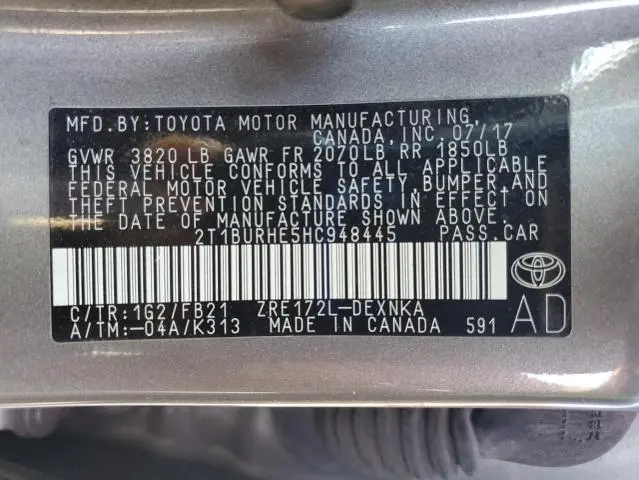 MFD. BY: TOYOTA MOTOR MANUFACTURING,
CANADA, INC. 07/17
GVWR 3820 LB GAWR FR 2070LB RR 1850LB
THIS VEHICLE CONFORMS TO ALL APPLICABLE
FEDERAL MOTOR VEHICLE SAFETY, BUMPER, AND
THEFT PREVENTION STANDARDS IN EFFECT ON
THE DATE OF MANUFACTURE SHOWN ABOVE.
2T1BURHE5HC948445 PASS. CAR
C/TR: 1G2/FB21 ZRE172L-DEXNKA
A/TM: -04A/K313 MADE IN CANADA 591
AD